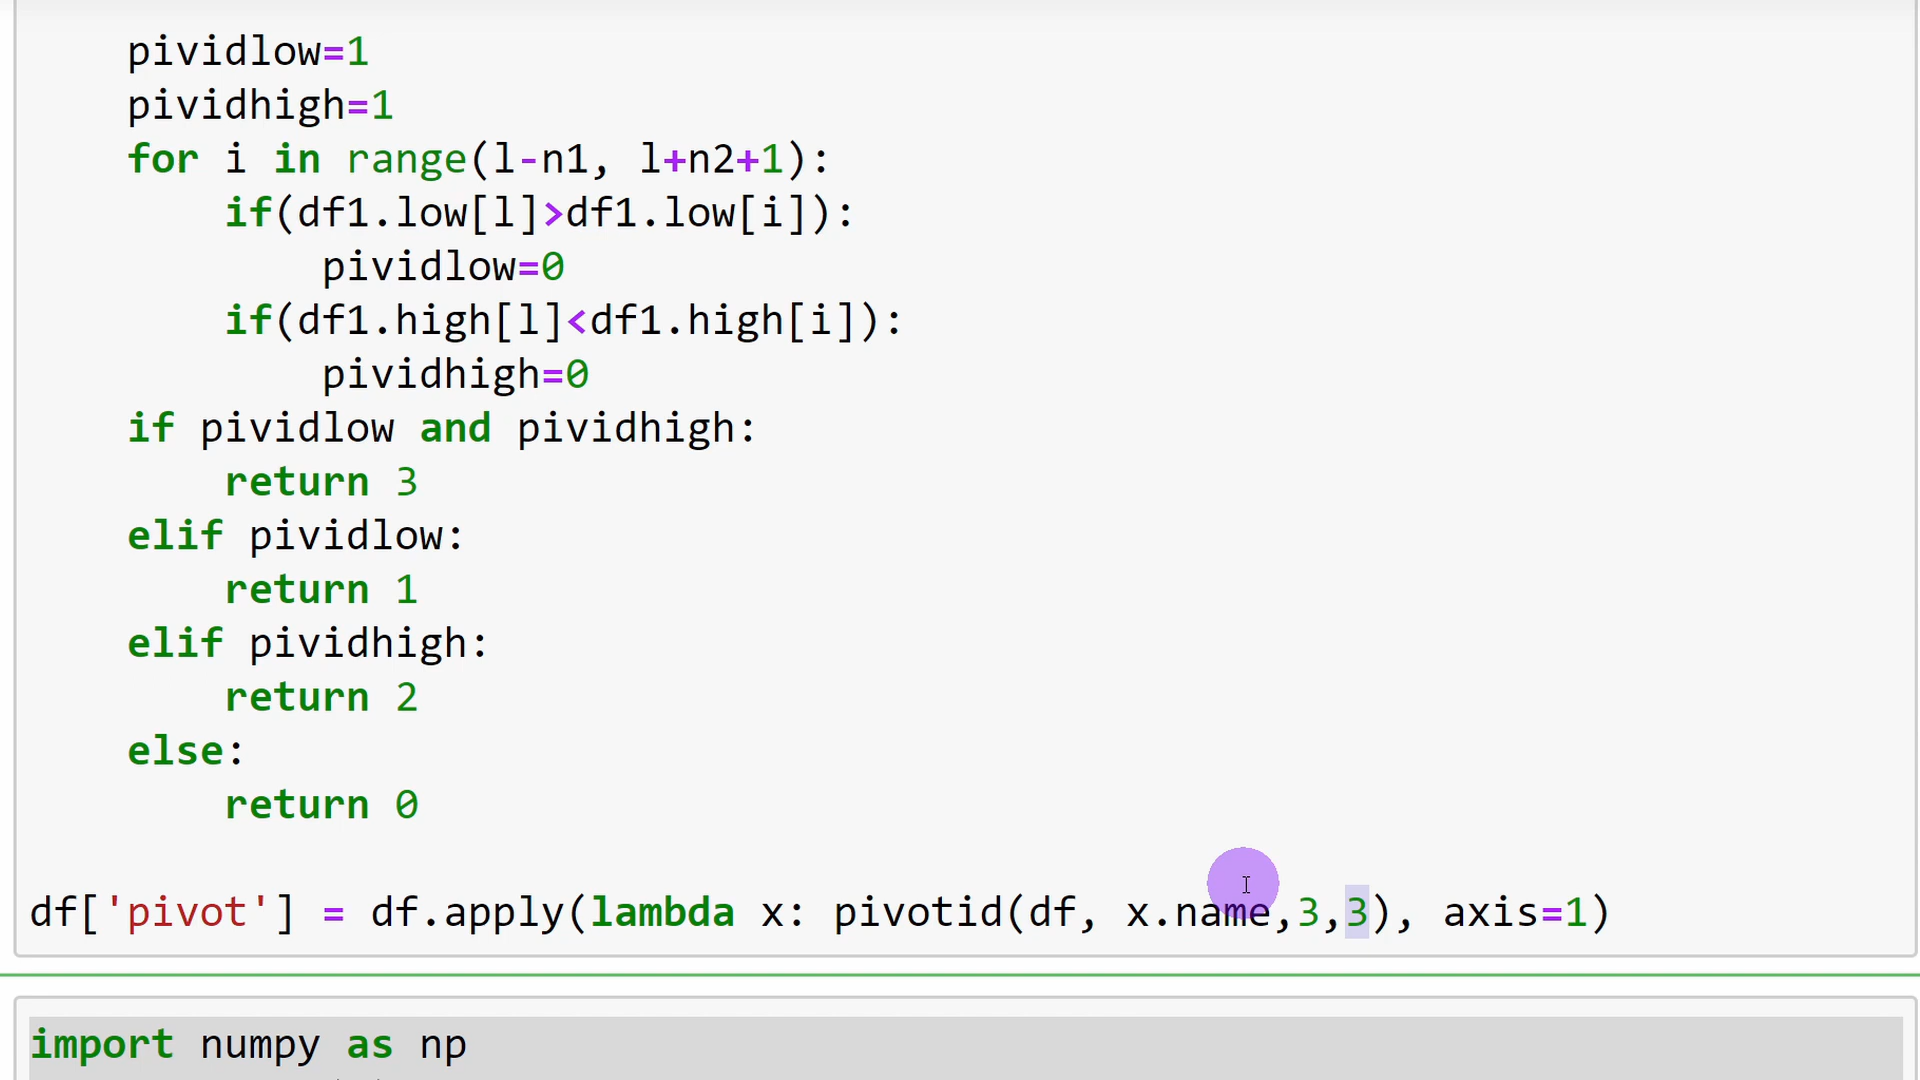 pividlow=1
pividhigh=1
for i in range(l-n1, l+n2+1):
if(df1.low[l]>df1.low[i]):
pividlow=0
if(df1.high[l]<df1.high[i]):
pividhigh=0
if pividlow and pividhigh:
return 3
elif pividlow:
return 1
elif pividhigh:
return 2
else:
return 0
df['pivot'] = df.apply(lambda x: pivotid(df, x.name,3,3), axis=1)
import numpy as np